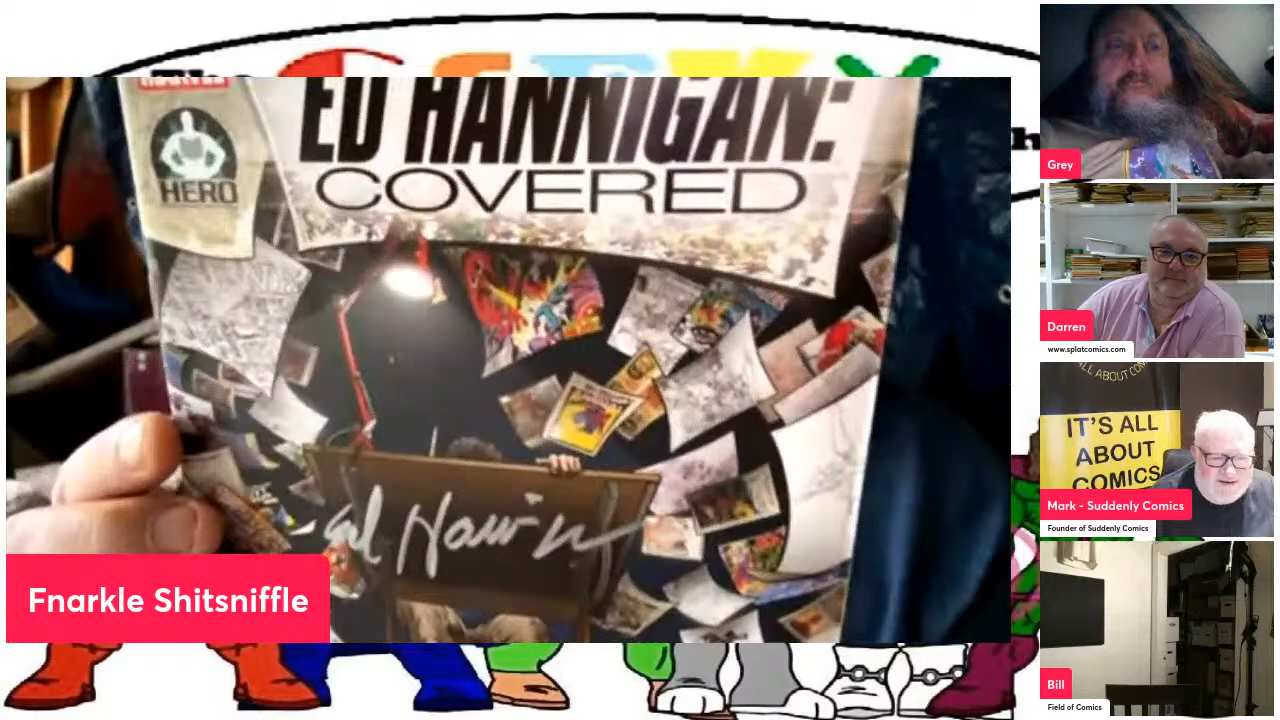 ED HANNIGAN:
COVERED
HERO
Fnarkle Shitsniffle
Grey
Darren
www.splatcomics.com
IT'S ALL
ABOUT
COMICS
Mark - Suddenly Comics
Founder of Suddenly Comics
Bill
Field of Comics